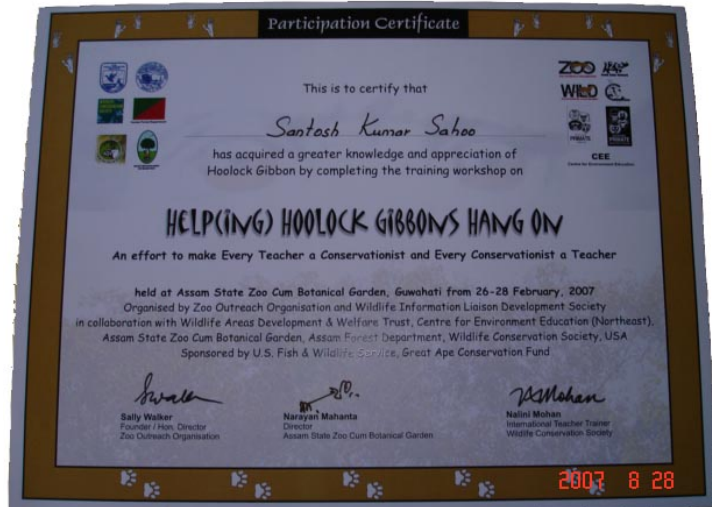 Participation Certificate
ZOO
WILD
This is to certify that
Santosh Kumar Sahoo
has acquired a greater knowledge and appreciation of
Hoolock Gibbon by completing the training workshop on
CEE
Centre for Environment Education
HELP(ING) HOOLOCK GIBBONS HANG ON
An effort to make Every Teacher a Conservationist and Every Conservationist a Teacher
held at Assam State Zoo Cum Botanical Garden, Guwahati from 26-28 February, 2007
Organised by Zoo Outreach Organisation and Wildlife Information Liaison Development Society
in collaboration with Wildlife Areas Development & Welfare Trust, Centre for Environment Education (Northeast),
Assam State Zoo Cum Botanical Garden, Assam Forest Department, Wildlife Conservation Society, USA
Sponsored by U.S. Fish & Wildlife Service, Great Ape Conservation Fund
Sally Walker
Founder / Hon. Director
Zoo Outreach Organisation
Narayan Mahanta
Director
Assam State Zoo Cum Botanical Garden
Nalini Mohan
International Teacher Trainer
Wildlife Conservation Society
2007 8 28